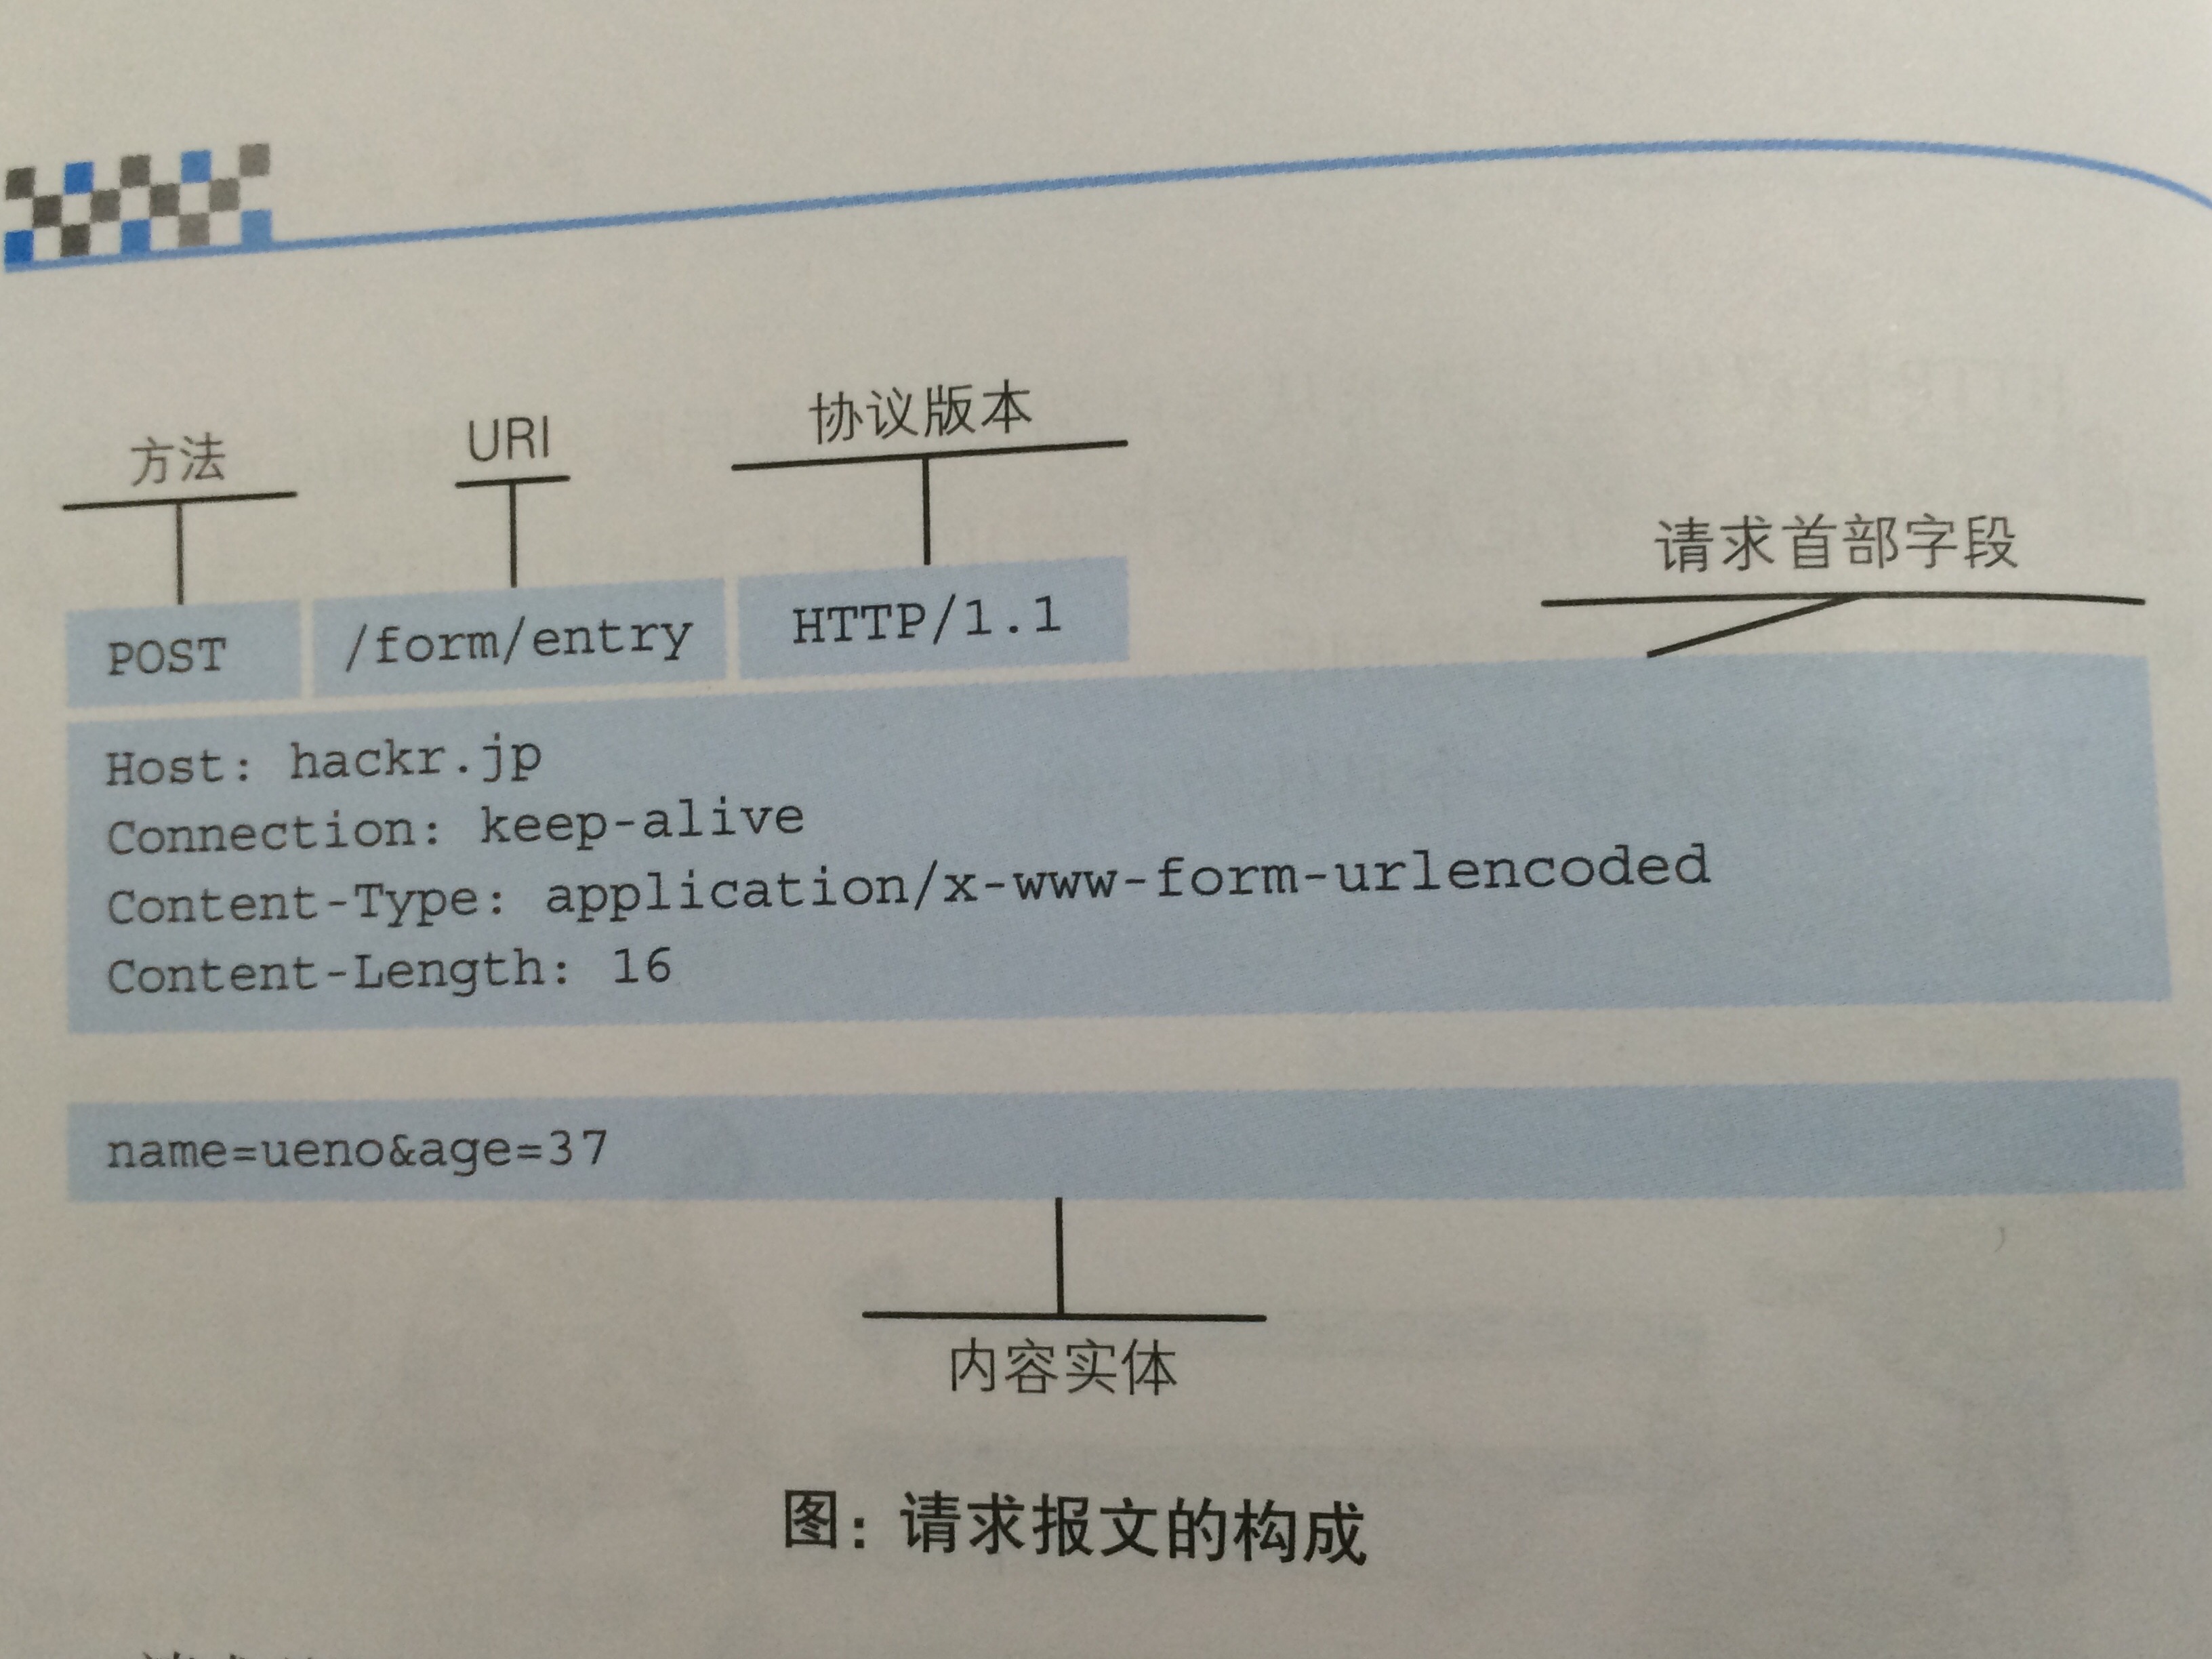 方法 URI 协议版本
请求首部字段
POST /form/entry HTTP/1.1
Host: hackr.jp
Connection: keep-alive
Content-Type: application/x-www-form-urlencoded
Content-Length: 16
name=ueno&age=37
内容实体
图：请求报文的构成